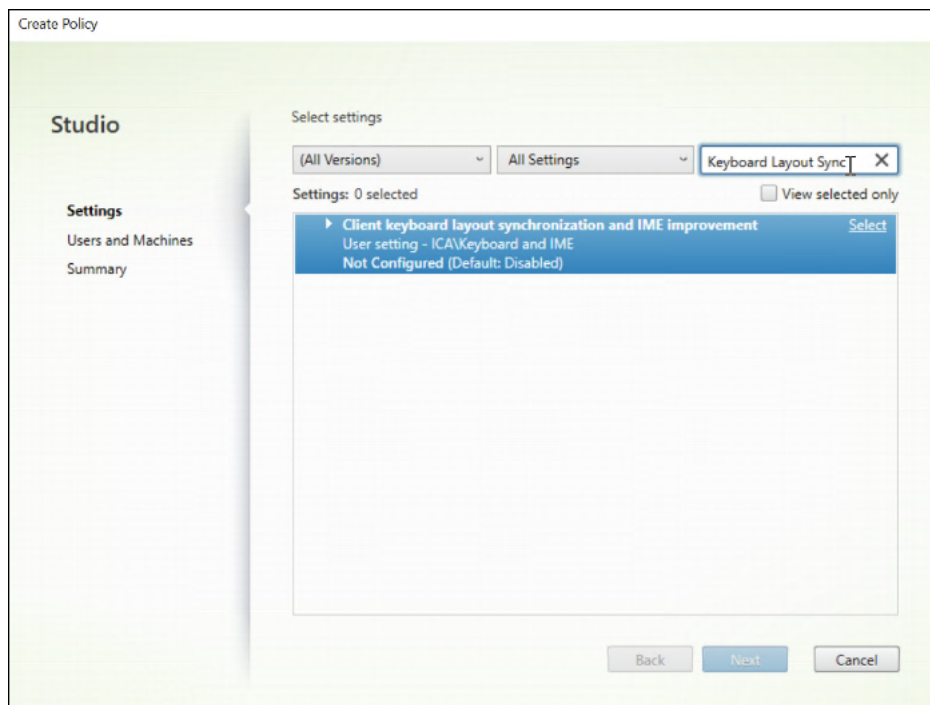 Create Policy
Studio
Settings
Users and Machines
Summary
Select settings
(All Versions)
All Settings
Keyboard Layout Sync
Settings: 0 selected
View selected only
Client keyboard layout synchronization and IME improvement
Select
User setting - ICA\Keyboard and IME
Not Configured (Default: Disabled)
Back
Next
Cancel